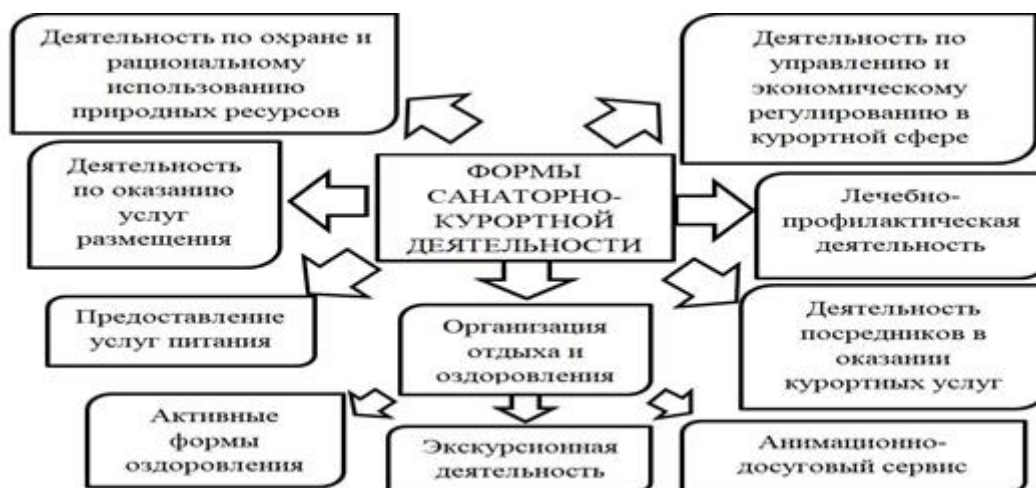 Деятельность по охране и
рациональному
использованию
природных ресурсов
Деятельность по
управлению и
экономическому
регулированию в
курортной сфере
Деятельность
по оказанию
услуг
размещения
ФОРМЫ
САНАТОРНО-
КУРОРТНОЙ
ДЕЯТЕЛЬНОСТИ
Лечебно-
профилактическая
деятельность
Предоставление
услуг питания
Организация
отдыха и
оздоровления
Деятельность
посредников в
оказании
курортных услуг
Активные
формы
оздоровления
Экскурсионная
деятельность
Анимационно-
досуговый сервис